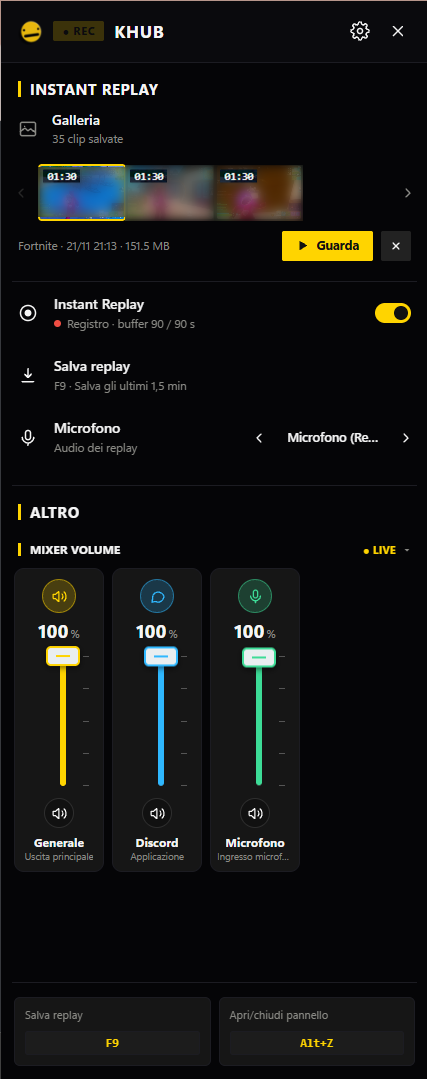 ● REC KHUB
INSTANT REPLAY
Galleria
35 clip salvate
01:30 01:30 01:30
Fortnite · 21/11 21:13 · 151.5 MB
Guarda
Instant Replay
Registro · buffer 90 / 90 s
Salva replay
F9 · Salva gli ultimi 1,5 min
Microfono
Audio dei replay
Microfono (Re...
ALTRO
MIXER VOLUME
● LIVE
100 % 100 % 100 %
Generale Discord Microfono
Uscita principale Applicazione Ingresso microf...
Salva replay Apri/chiudi pannello
F9 Alt+Z